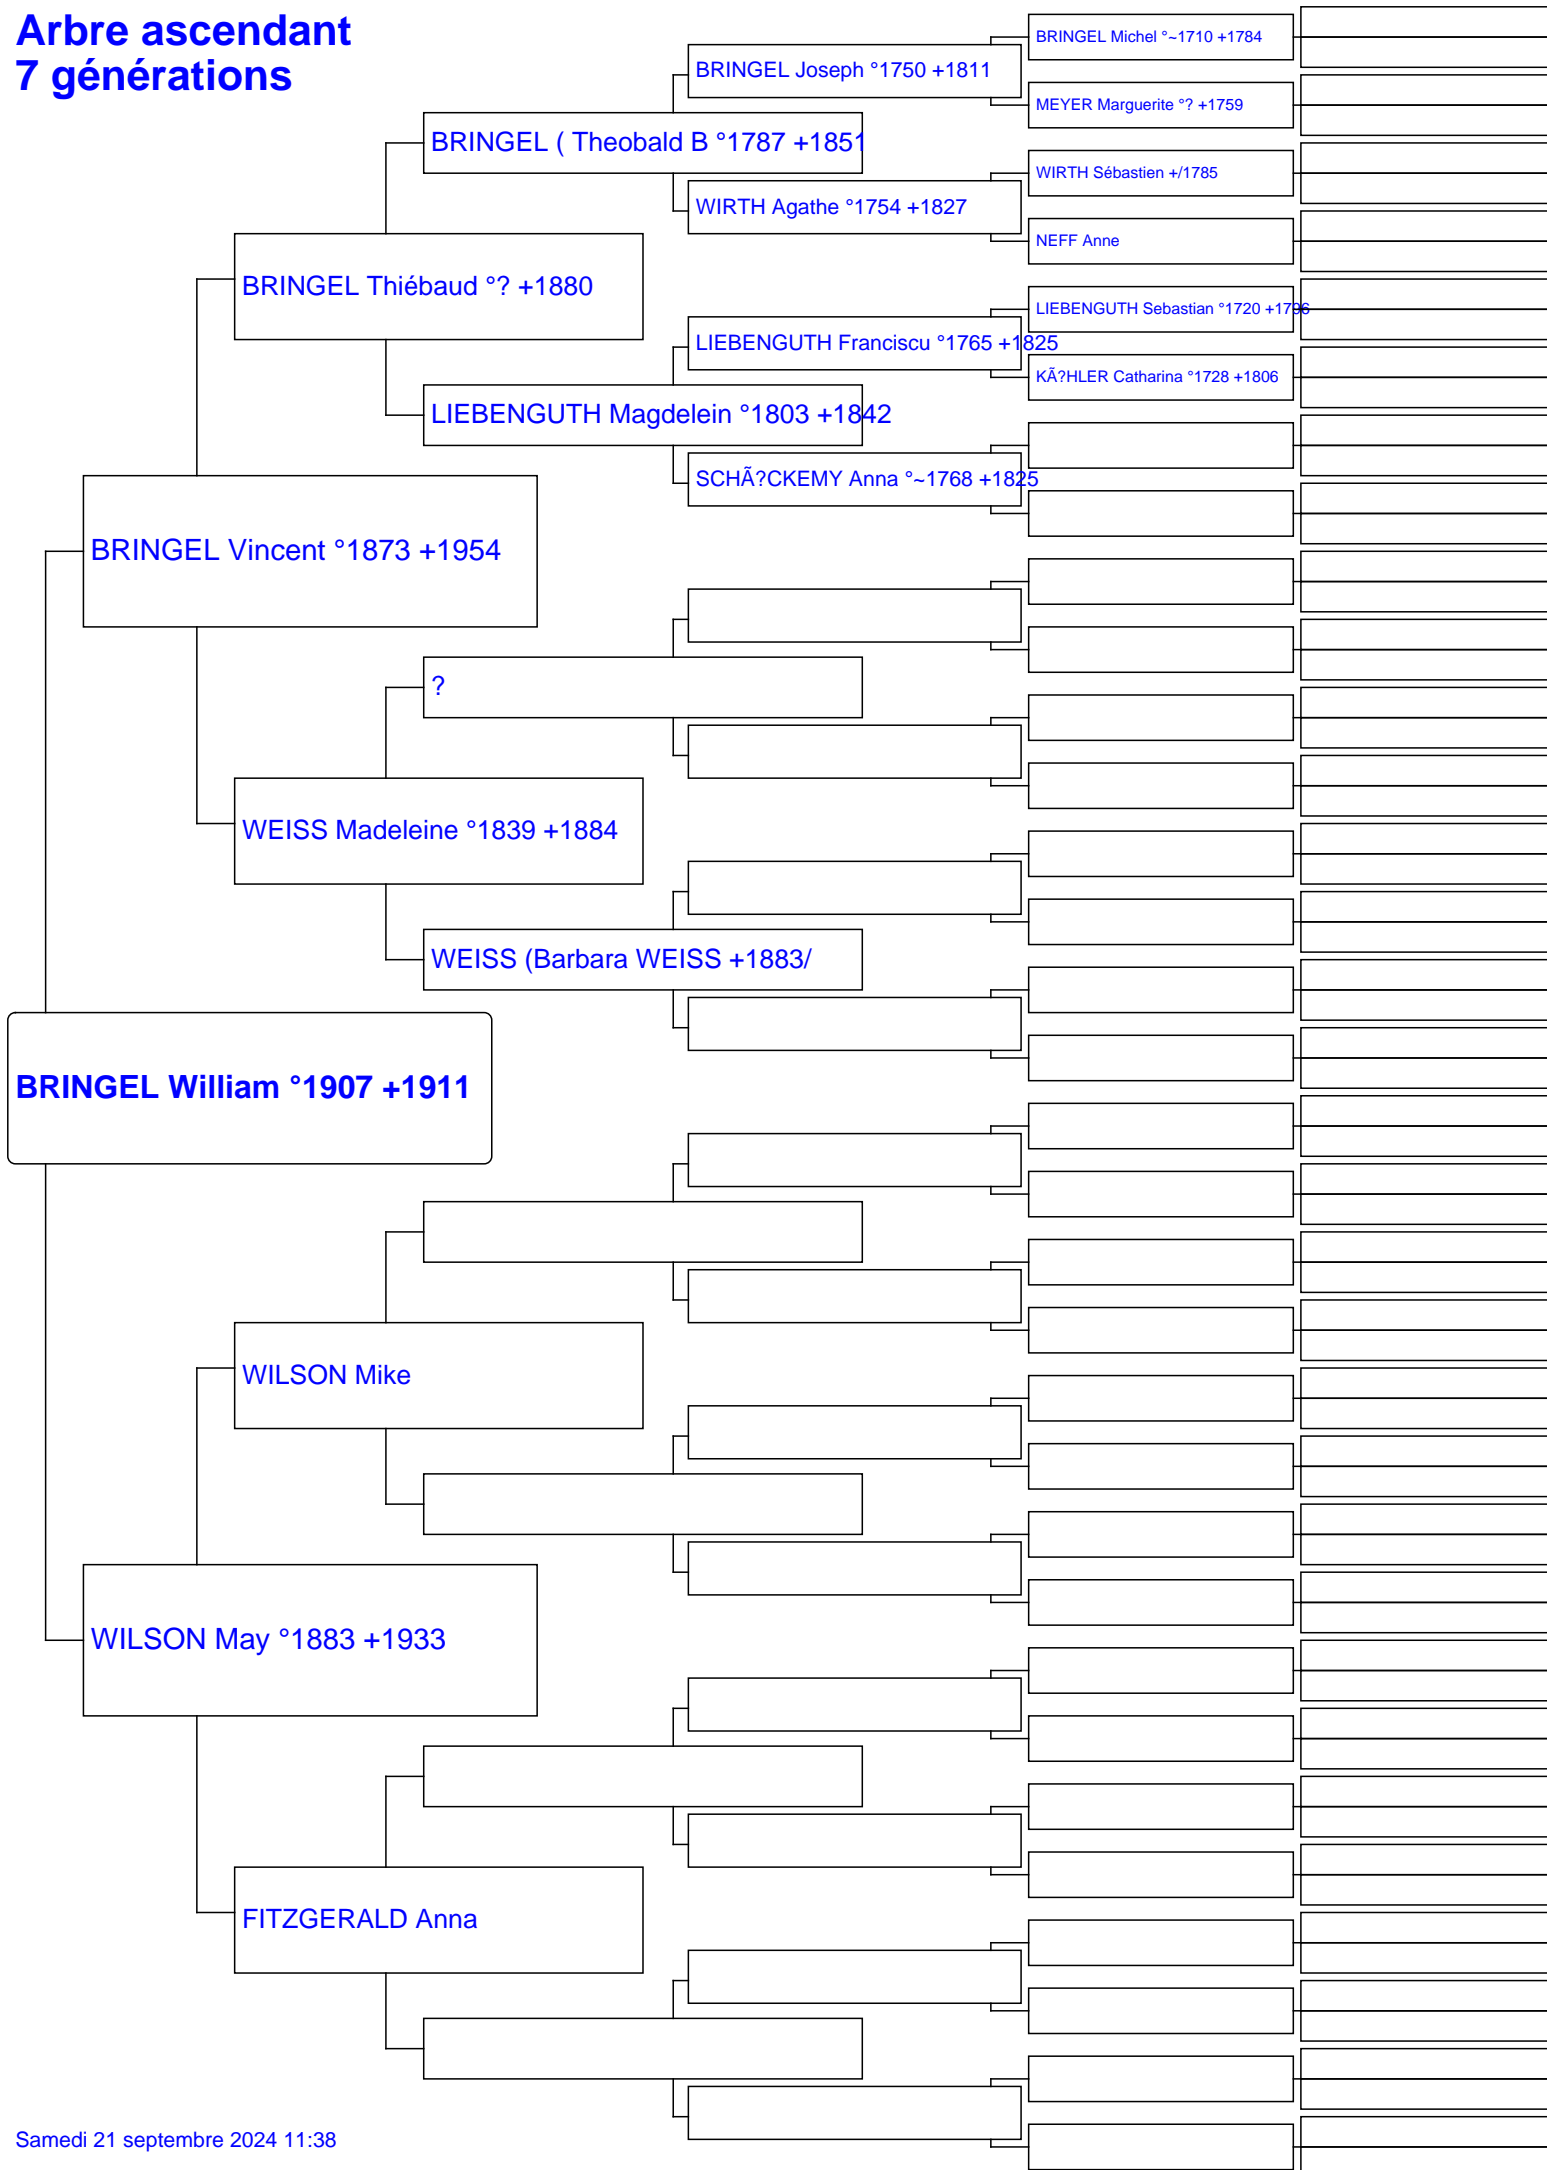 Arbre ascendant
7 générations
BRINGEL Michel °~1710 +1784
BRINGEL Joseph °1750 +1811
MEYER Marguerite °? +1759
BRINGEL ( Theobald B °1787 +1851
WIRTH Sébastien +/1785
WIRTH Agathe °1754 +1827
NEFF Anne
BRINGEL Thiébaud °? +1880
LIEBENGUTH Sebastian °1720 +1796
LIEBENGUTH Franciscu °1765 +1825
KÃ?HLER Catharina °1728 +1806
LIEBENGUTH Magdelein °1803 +1842
SCHÃ?CKEMY Anna °~1768 +1825
BRINGEL Vincent °1873 +1954
?
WEISS Madeleine °1839 +1884
WEISS (Barbara WEISS +1883/
BRINGEL William °1907 +1911
WILSON Mike
WILSON May °1883 +1933
FITZGERALD Anna
Samedi 21 septembre 2024 11:38